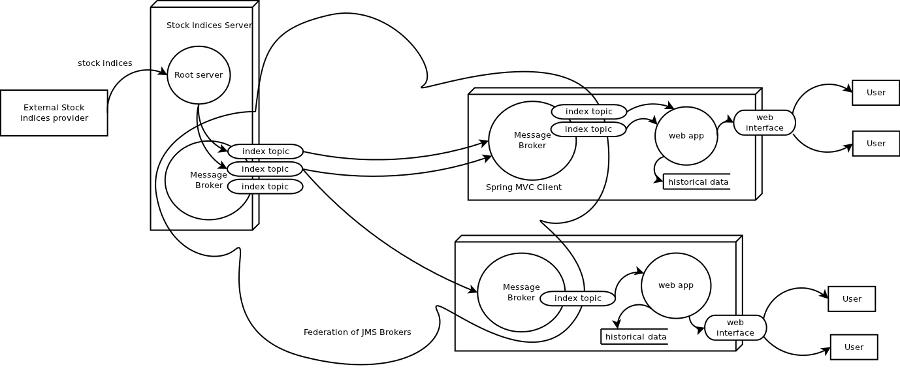 Stock Indices Server
stock indices
Root server
External Stock
indices provider
index topic
index topic
index topic
Message
Broker
index topic
index topic
Message
Broker
Spring MVC Client
web app
historical data
web
interface
User
User
Message
Broker
index topic
web app
historical data
web
interface
User
User
Federation of JMS Brokers